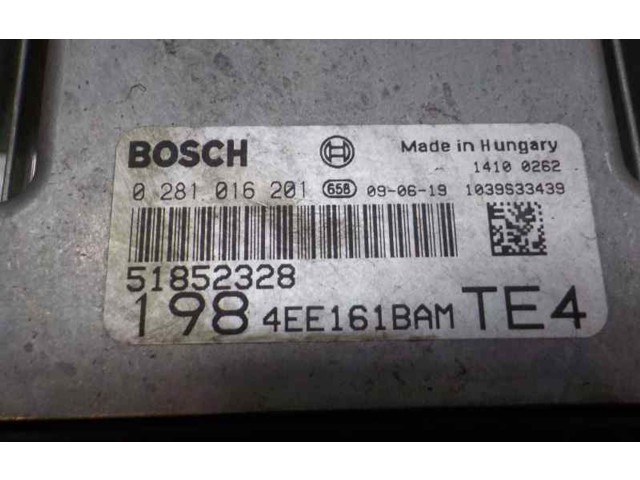 BOSCH
Made in Hungary
1410 0262
0 281 016 201 658 09-06-19 1039S33439
51852328
198 4EE161BAM TE4